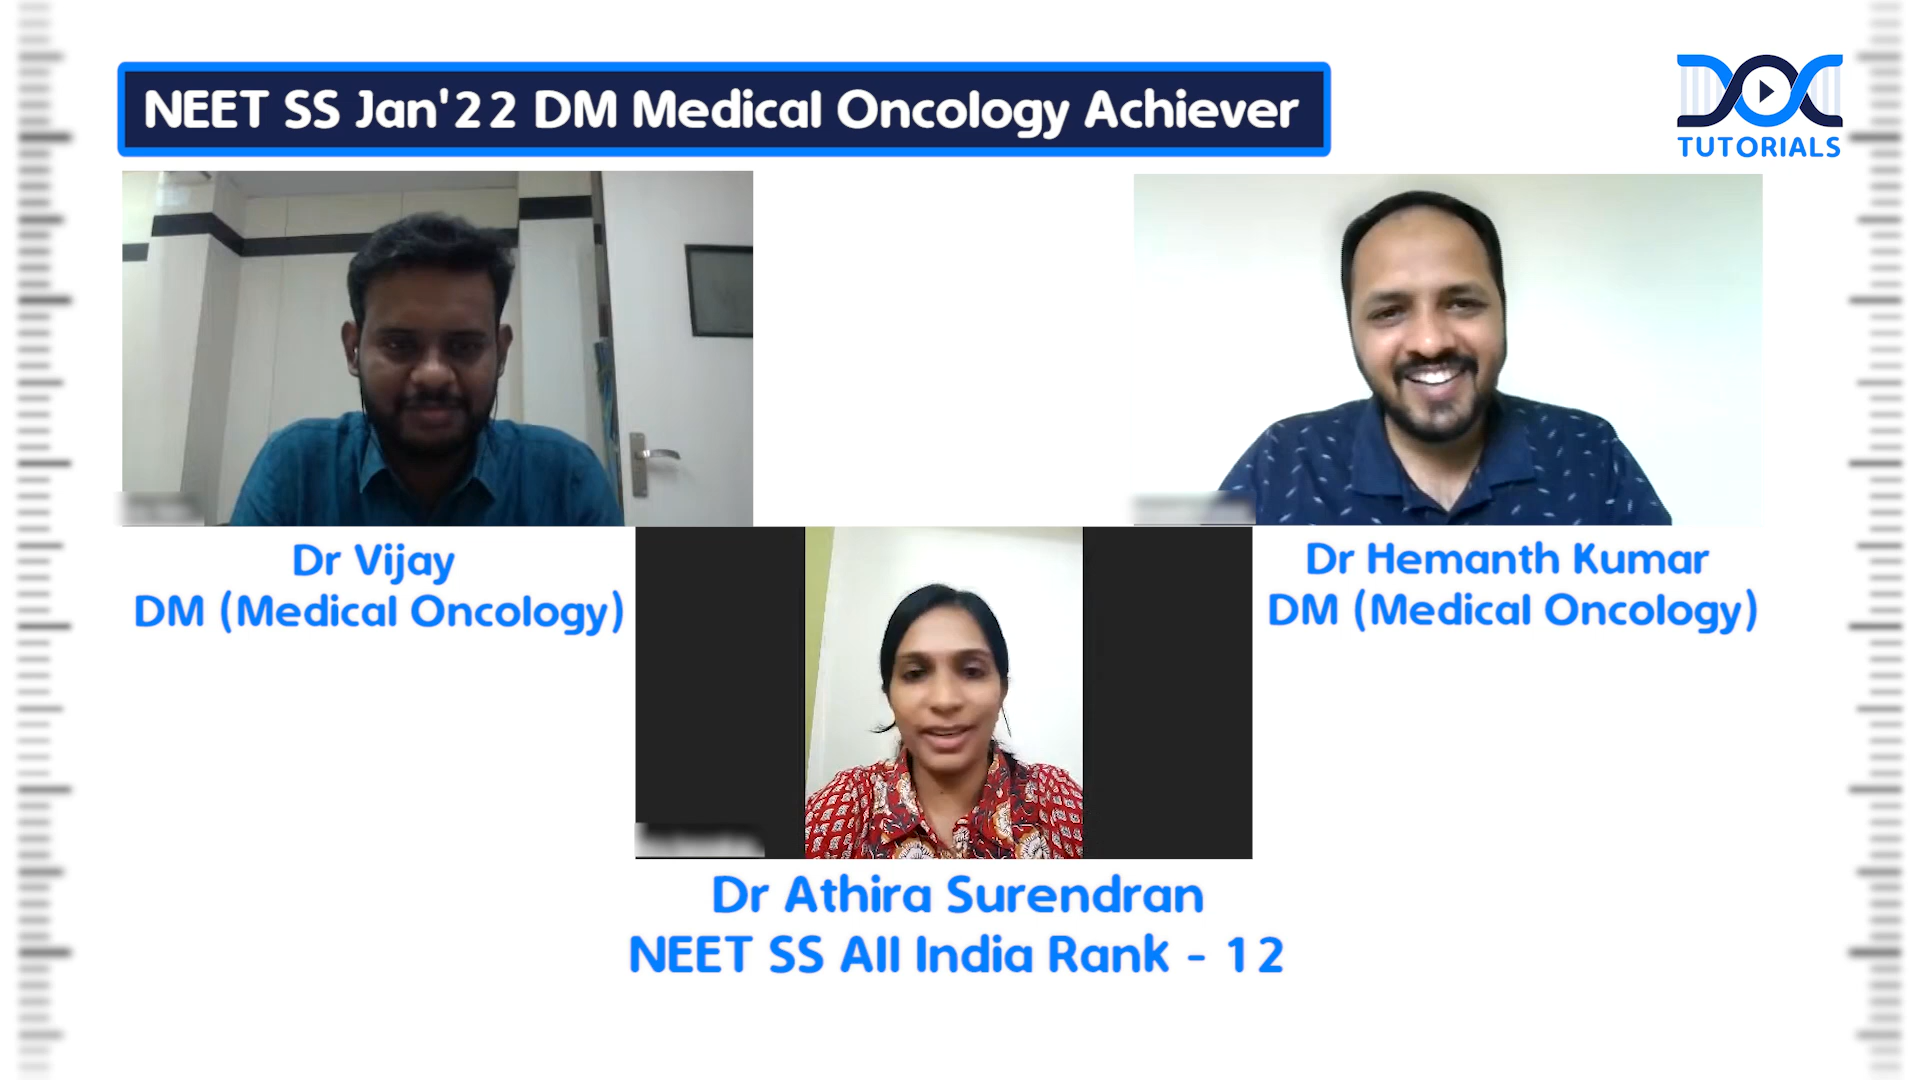 NEET SS Jan'22 DM Medical Oncology Achiever
DOC
TUTORIALS
Dr Vijay
DM (Medical Oncology)
Dr Hemanth Kumar
DM (Medical Oncology)
Dr Athira Surendran
NEET SS All India Rank - 12